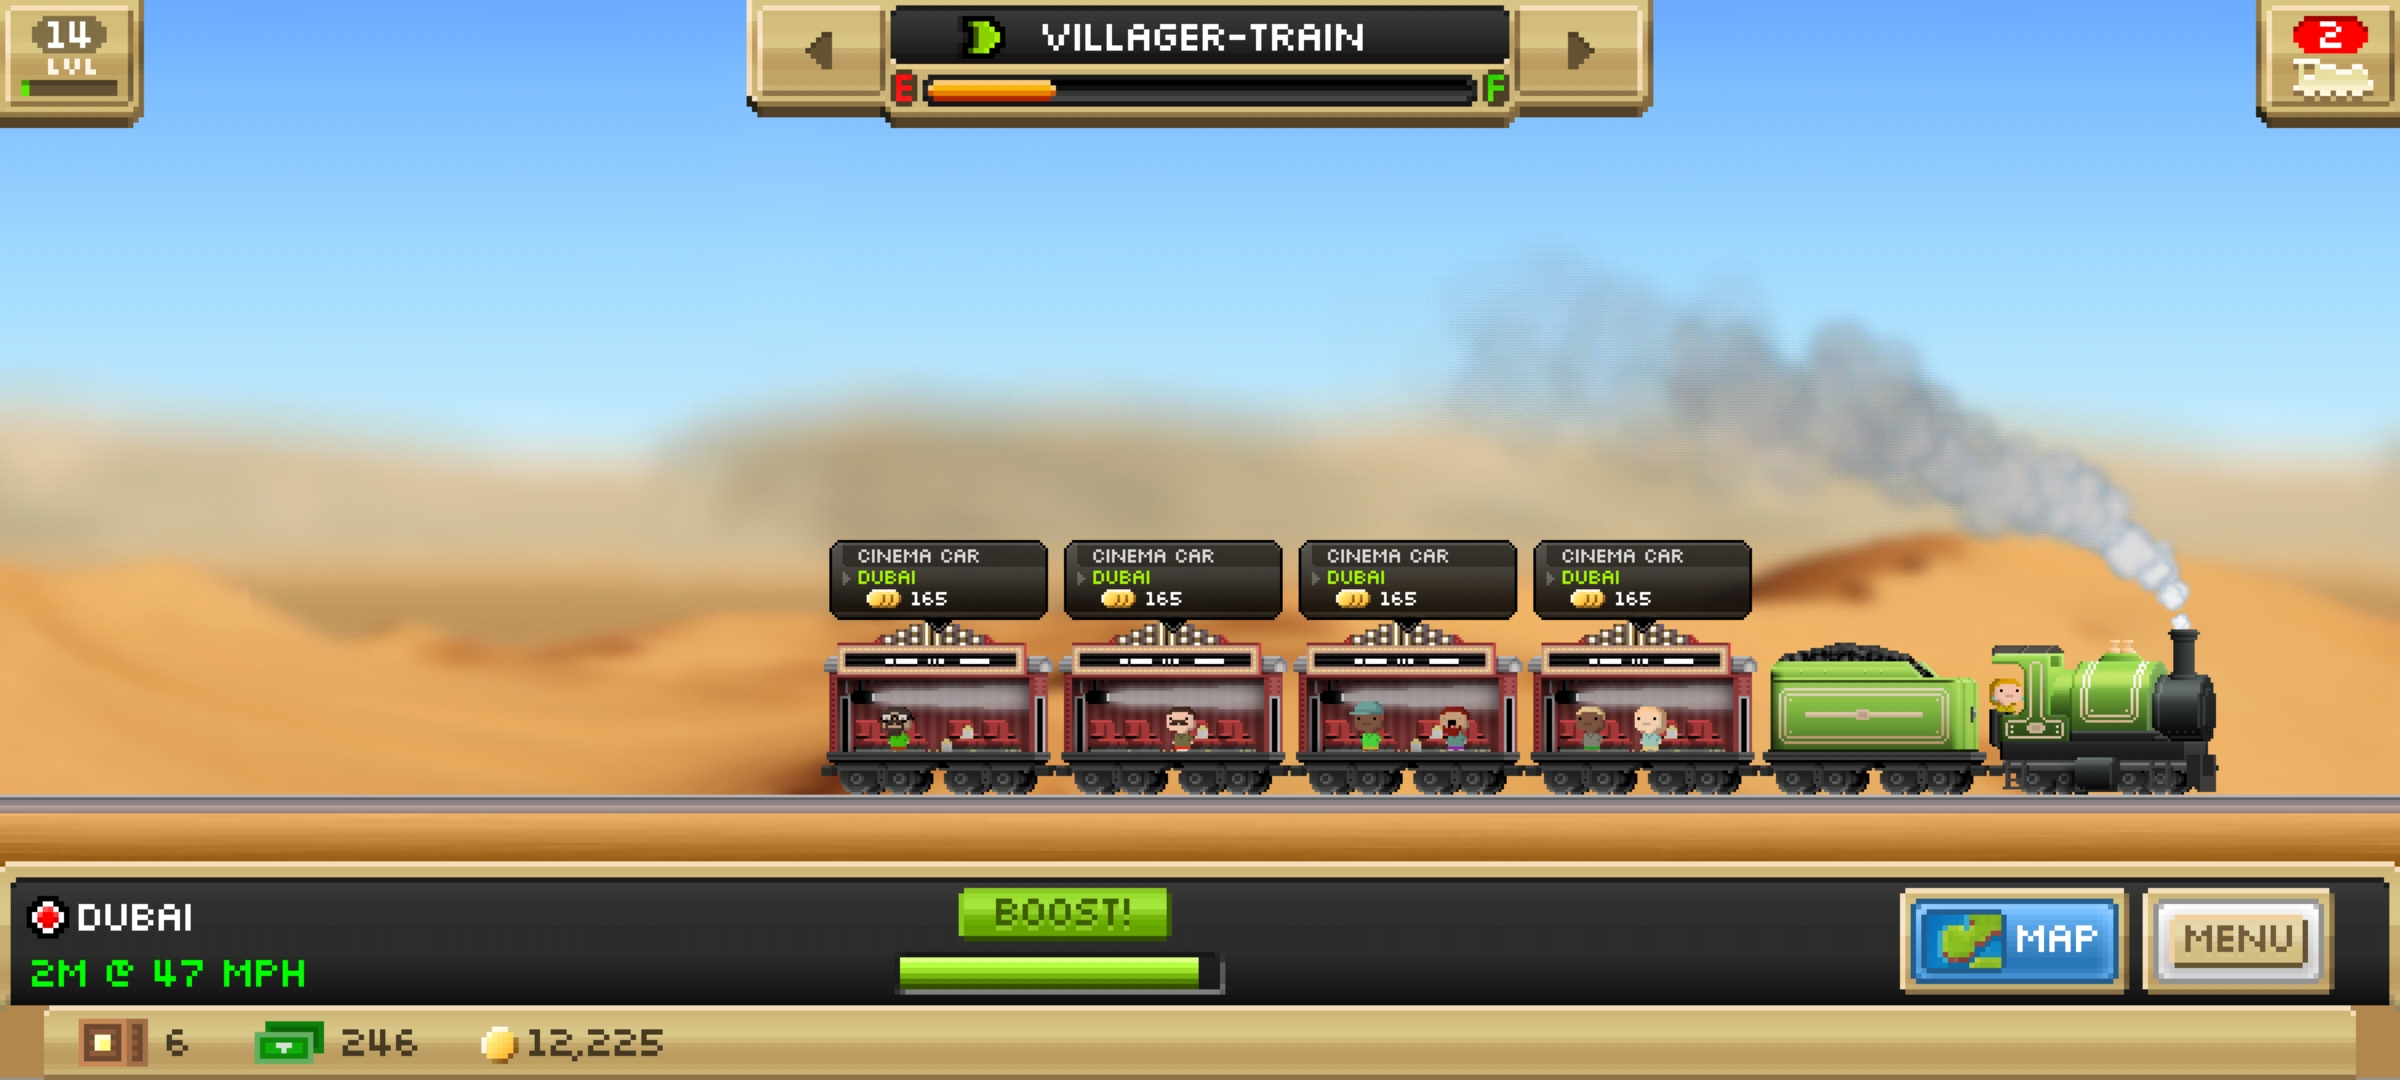 14
LVL
VILLAGER-TRAIN
E F
2
CINEMA CAR
DUBAI
165
CINEMA CAR
DUBAI
165
CINEMA CAR
DUBAI
165
CINEMA CAR
DUBAI
165
DUBAI
2M @ 47 MPH
BOOST!
MAP
MENU
6
246
12,225